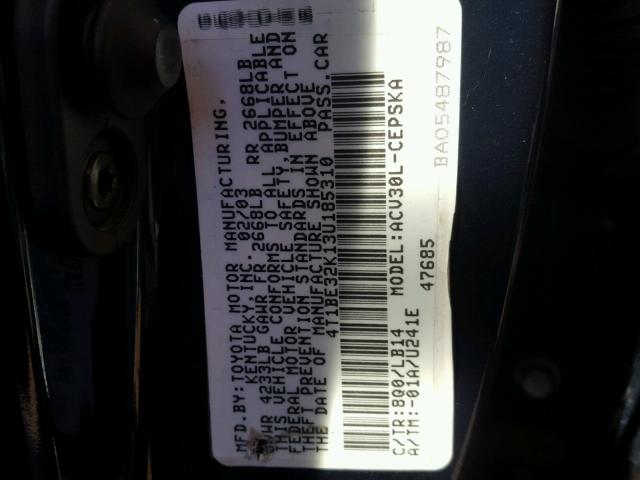 MFD.BY:TOYOTA MOTOR MANUFACTURING,
KENTUCKY, INC. 02/03
GVWR 4233LB GAWR FR 2668LB RR 2668LB
THIS VEHICLE CONFORMS TO ALL APPLICABLE
FEDERAL MOTOR VEHICLE SAFETY, BUMPER AND
THEFT PREVENTION STANDARDS IN EFFECT ON
THE DATE OF MANUFACTURE SHOWN ABOVE.
4T1BE32K13U185310 PASS. CAR
C/TR:8Q0/LB14 MODEL:ACV30L-CEPSKA
A/TM:-01A/U241E 47685
BA05487987